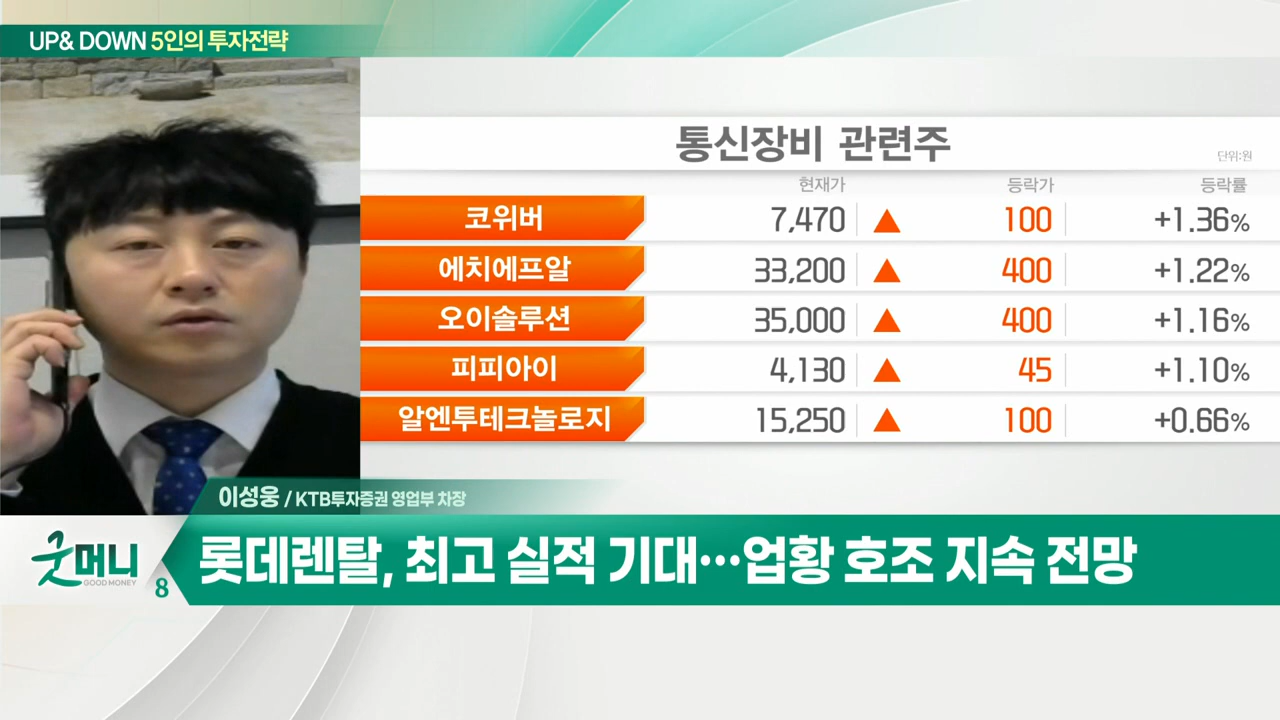 UP& DOWN 5인의 투자전략
통신장비 관련주
단위:원
현재가 등락가 등락률
코위버 7,470 ▲ 100 +1.36%
에치에프알 33,200 ▲ 400 +1.22%
오이솔루션 35,000 ▲ 400 +1.16%
피피아이 4,130 ▲ 45 +1.10%
알엔투테크놀로지 15,250 ▲ 100 +0.66%
이성웅 / KTB투자증권 영업부 차장
굿머니
GOOD MONEY
8
롯데렌탈, 최고 실적 기대…업황 호조 지속 전망